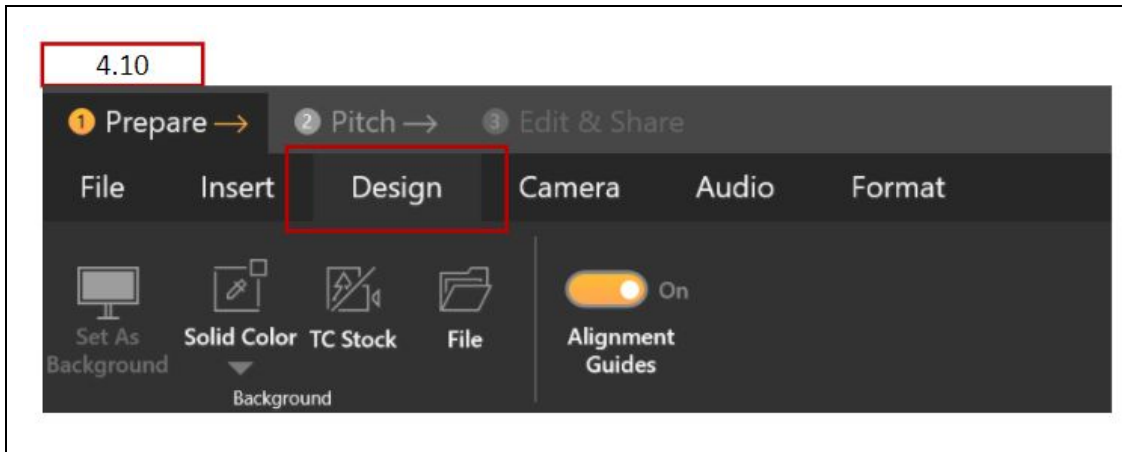 4.10
1 Prepare → 2 Pitch → 3 Edit & Share
File Insert Design Camera Audio Format
On
Set As Background
Solid Color
TC Stock
File
Alignment Guides
Background